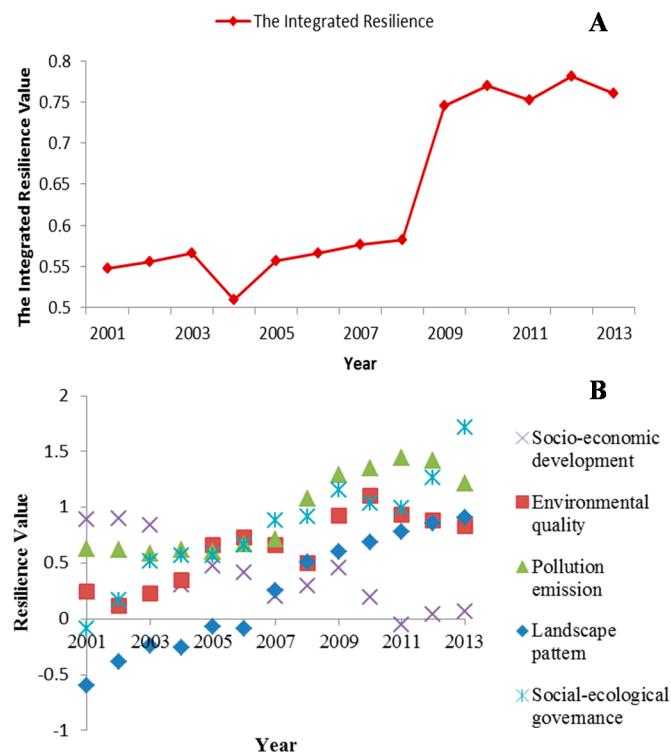 The Integrated Resilience
A
The Integrated Resilience Value
0.8
0.75
0.7
0.65
0.6
0.55
0.5
2001 2003 2005 2007 2009 2011 2013
Year
B
Resilience Value
2
1.5
1
0.5
0
-0.5
-1
2001 2003 2005 2007 2009 2011 2013
Year
Socio-economic
development
Environmental
quality
Pollution
emission
Landscape
pattern
Social-ecological
governance